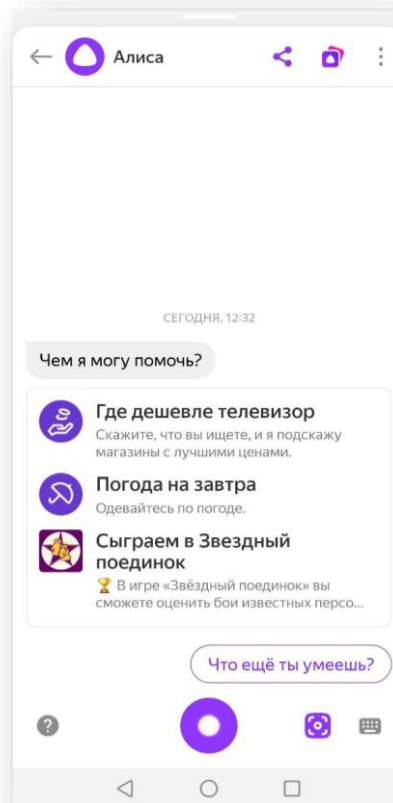 Алиса
СЕГОДНЯ, 12:32
Чем я могу помочь?
Где дешевле телевизор
Скажите, что вы ищете, и я подскажу
магазины с лучшими ценами.
Погода на завтра
Одевайтесь по погоде.
Сыграем в Звездный
поединок
🏆 В игре «Звёздный поединок» вы
сможете оценить бои известных персо...
Что ещё ты умеешь?